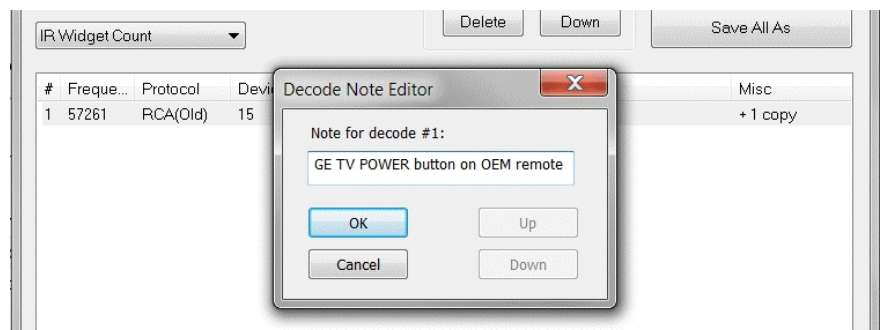 Delete Down Save All As
IR Widget Count
# Freque... Protocol Devi Misc
1 57261 RCA(Old) 15 + 1 copy
Decode Note Editor
Note for decode #1:
GE TV POWER button on OEM remote
OK Up
Cancel Down